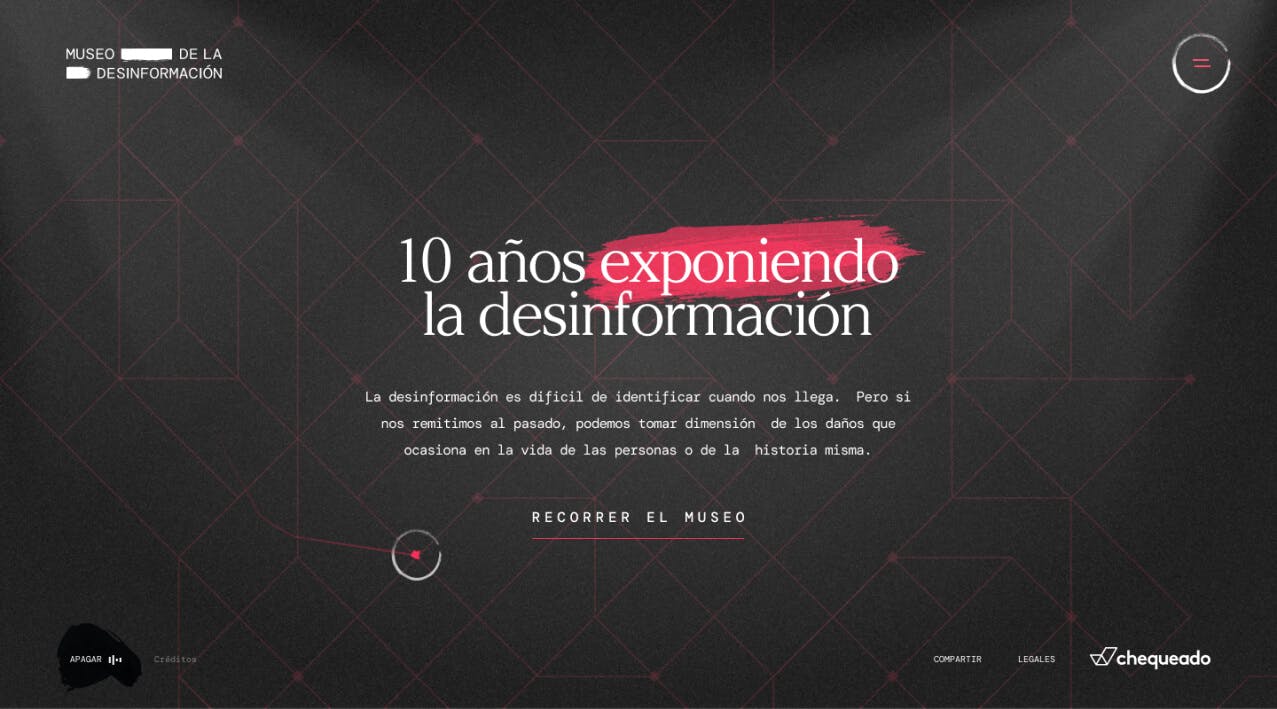 MUSEO DE LA
DESINFORMACIÓN
10 años exponiendo
la desinformación
La desinformación es dificil de identificar cuando nos llega. Pero si
nos remitimos al pasado, podemos tomar dimensión de los daños que
ocasiona en la vida de las personas o de la historia misma.
RECORRER EL MUSEO
APAGAR
Créditos
COMPARTIR
LEGALES
chequeado